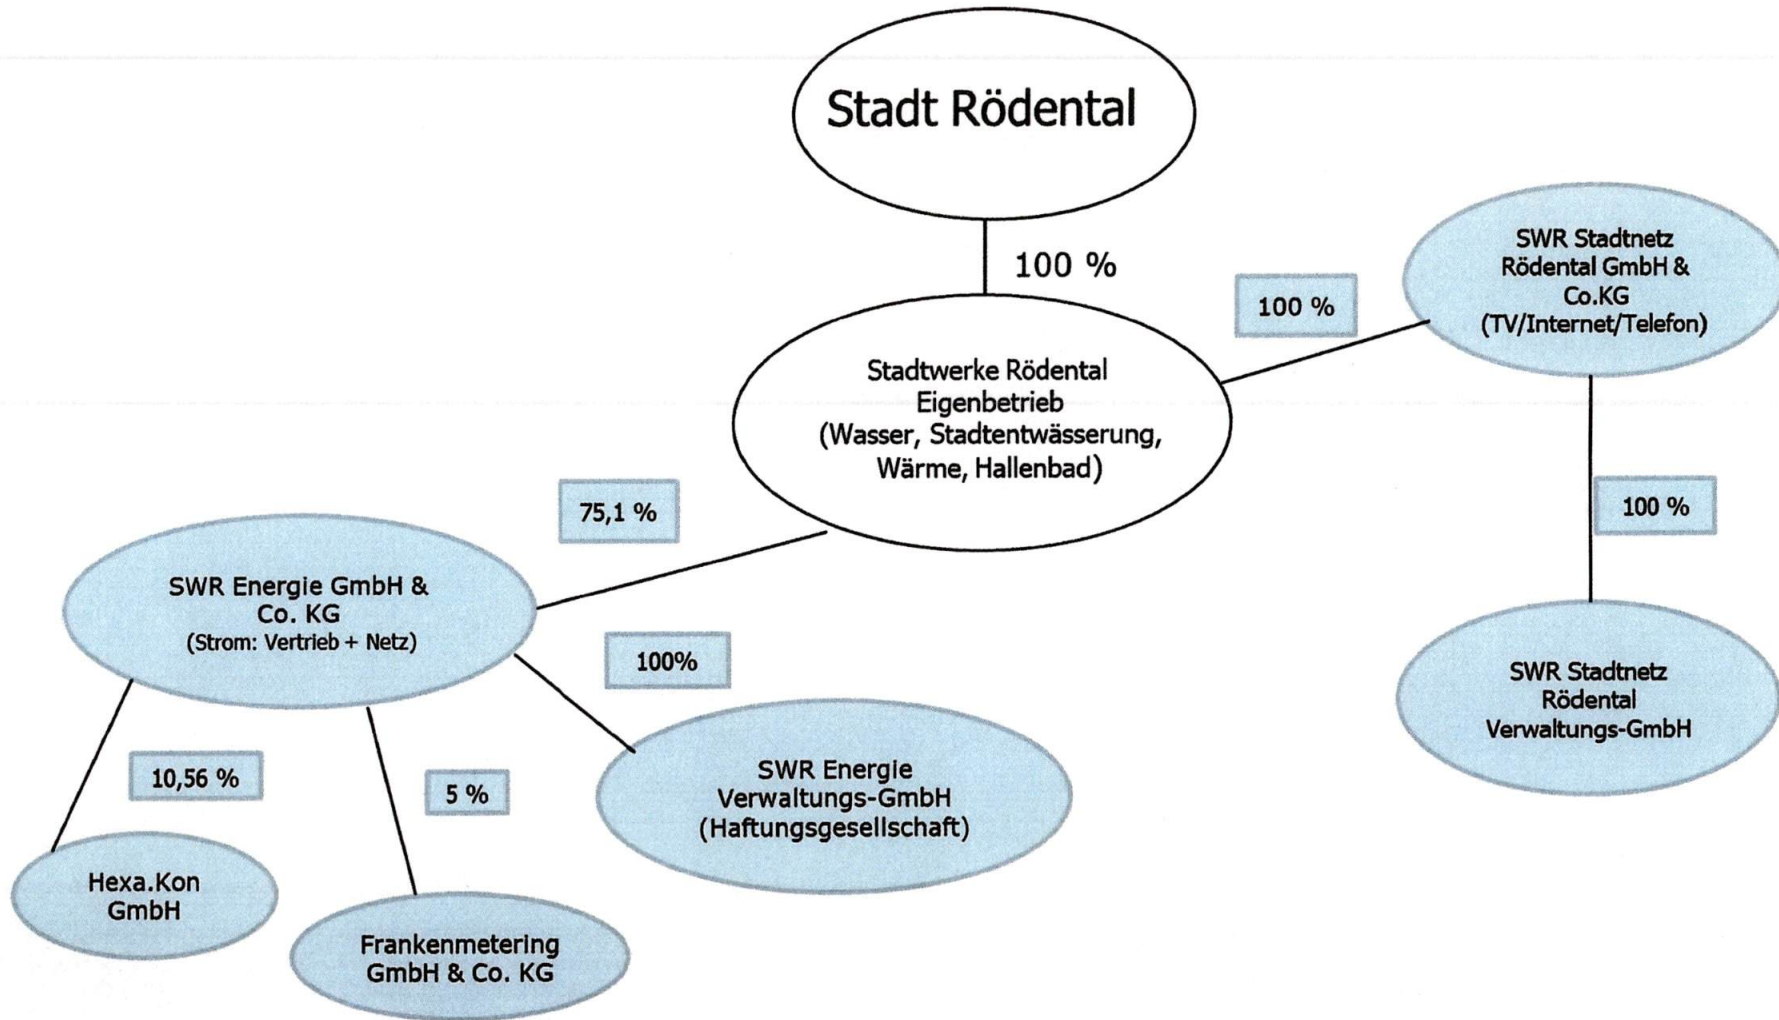 Stadt Rödental
100 %
SWR Stadtnetz
Rödental GmbH &
Co.KG
(TV/Internet/Telefon)
100 %
Stadtwerke Rödental
Eigenbetrieb
(Wasser, Stadtentwässerung,
Wärme, Hallenbad)
75,1 %
100 %
SWR Energie GmbH &
Co. KG
(Strom: Vertrieb + Netz)
100%
SWR Stadtnetz
Rödental
Verwaltungs-GmbH
10,56 %
5 %
SWR Energie
Verwaltungs-GmbH
(Haftungsgesellschaft)
Hexa.Kon
GmbH
Frankenmetering
GmbH & Co. KG